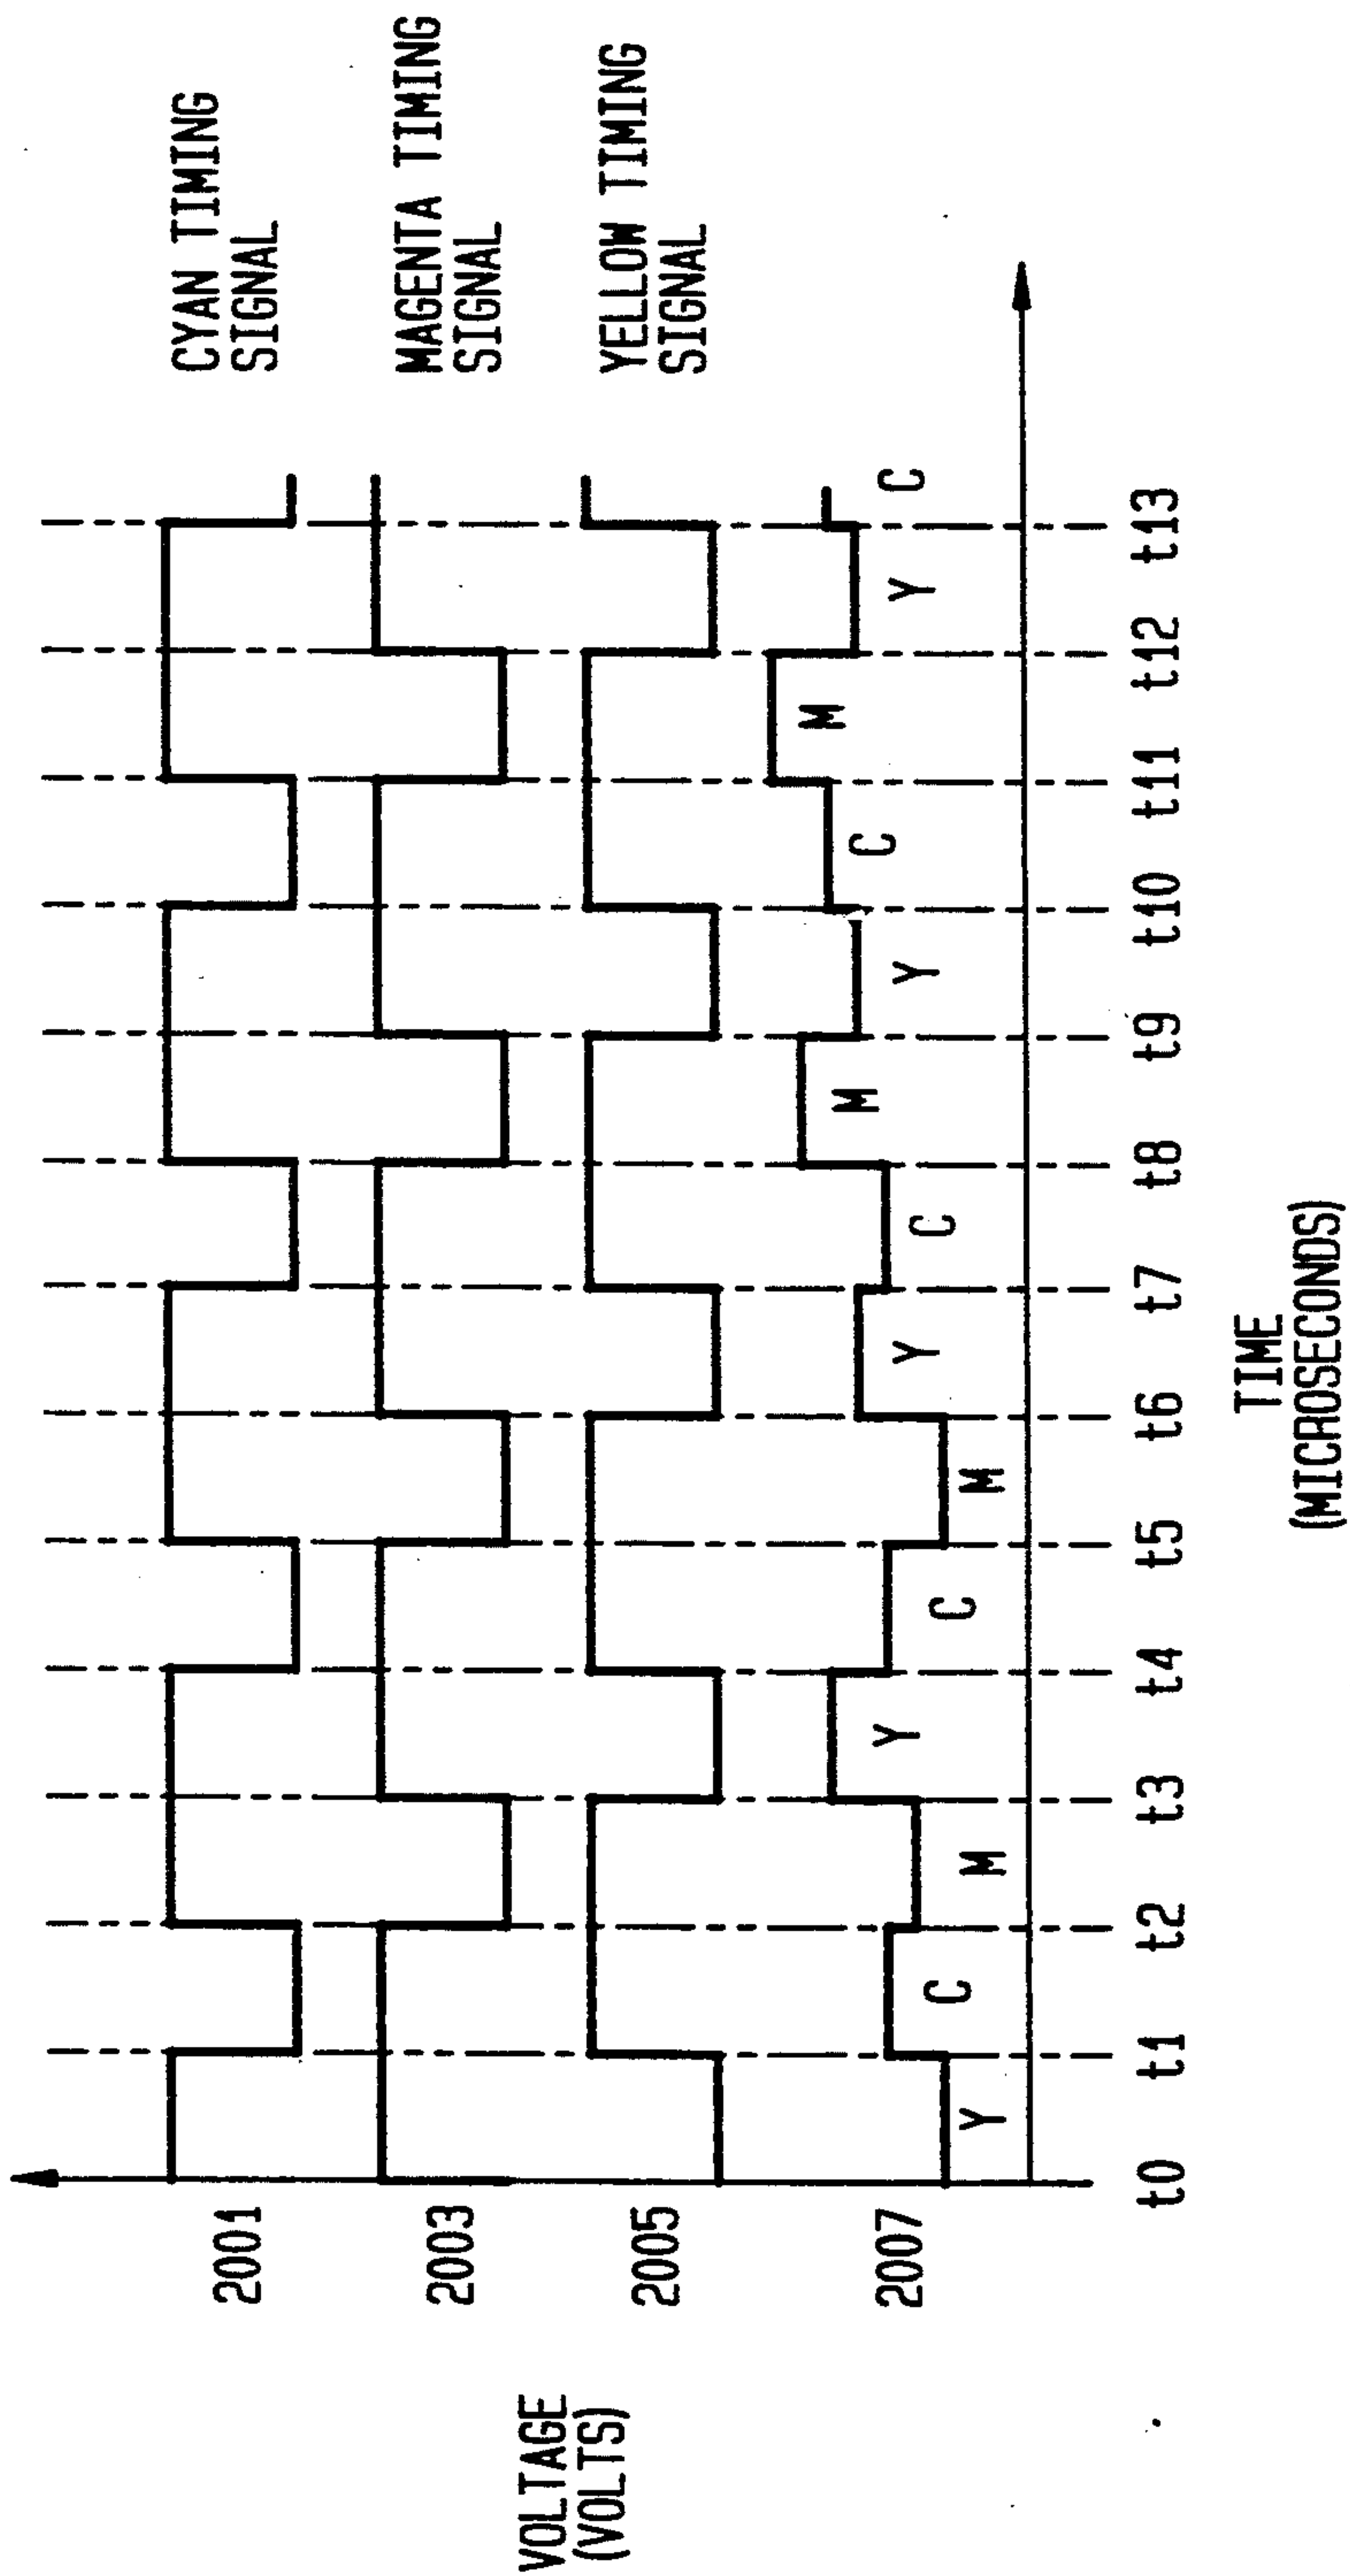 VOLTAGE
(VOLTS)
2001
2003
2005
2007
CYAN TIMING
SIGNAL
MAGENTA TIMING
SIGNAL
YELLOW TIMING
SIGNAL
Y C M Y C M Y C M Y C M Y C
t0 t1 t2 t3 t4 t5 t6 t7 t8 t9 t10 t11 t12 t13
TIME
(MICROSECONDS)